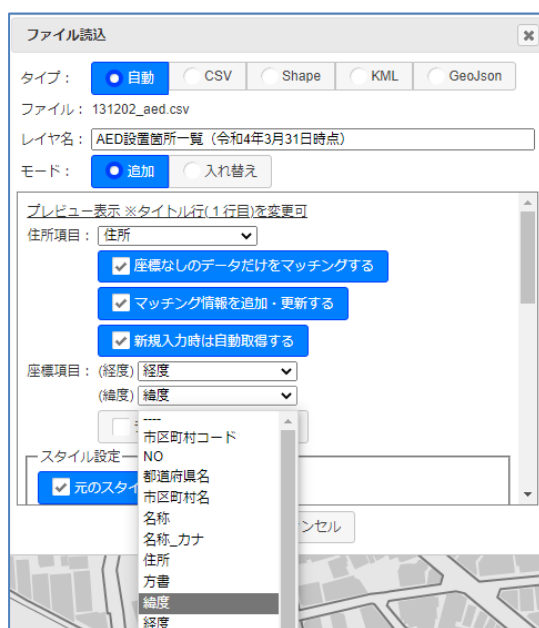 ファイル読込
タイプ： 自動 CSV Shape KML GeoJson
ファイル： 131202_aed.csv
レイヤ名： AED設置箇所一覧（令和4年3月31日時点）
モード： 追加 入れ替え
プレビュー表示 ※タイトル行(１行目)を変更可
住所項目： 住所
座標なしのデータだけをマッチングする
マッチング情報を追加・更新する
新規入力時は自動取得する
座標項目： (経度) 経度
(緯度) 緯度
----
市区町村コード
スタイル設定
NO
都道府県名
元のスタイ
市区町村名
名称
名称_カナ
ンセル
住所
方書
緯度
経度